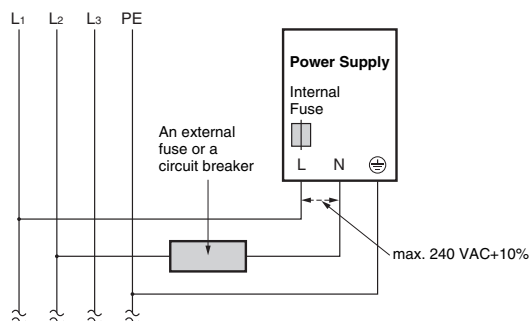 L1 L2 L3 PE
Power Supply
Internal
Fuse
An external
fuse or a
circuit breaker
L N
max. 240 VAC+10%